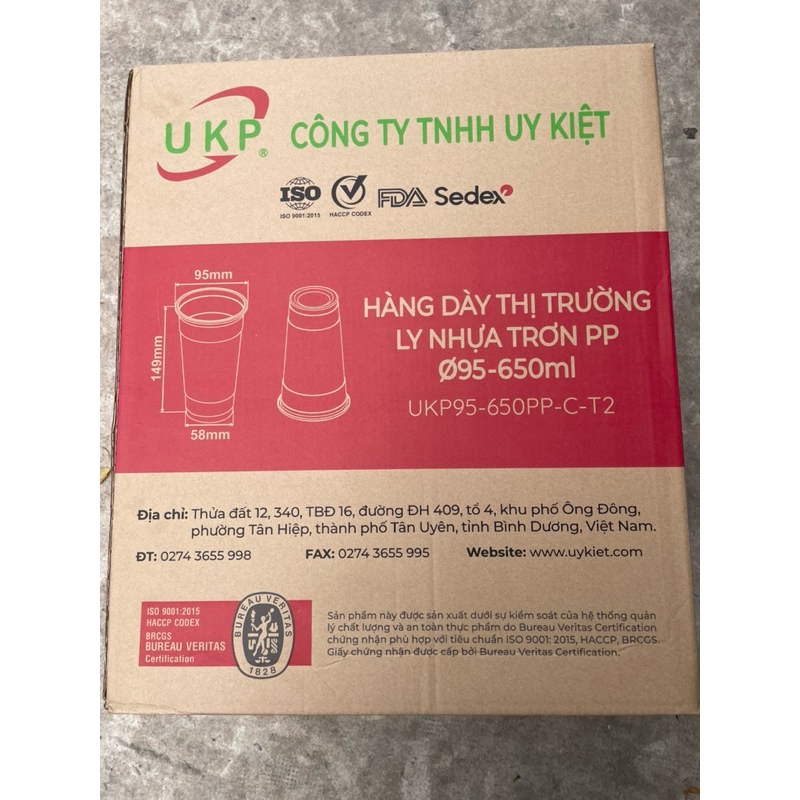 UKP® CÔNG TY TNHH UY KIỆT
ISO
ISO 9001:2015
HACCP CODEX
FDA
Sedex
95mm
149mm
58mm
HÀNG DÀY THỊ TRƯỜNG
LY NHỰA TRƠN PP
Ø95-650ml
UKP95-650PP-C-T2
Địa chỉ: Thửa đất 12, 340, TBĐ 16, đường ĐH 409, tổ 4, khu phố Ông Đông,
phường Tân Hiệp, thành phố Tân Uyên, tỉnh Bình Dương, Việt Nam.
ĐT: 0274 3655 998 FAX: 0274 3655 995 Website: www.uykiet.com
ISO 9001:2015
HACCP CODEX
BRCGS
BUREAU VERITAS
Certification
BUREAU VERITAS
1828
Sản phẩm này được sản xuất dưới sự kiểm soát của hệ thống quản
lý chất lượng và an toàn thực phẩm do Bureau Veritas Certification
chứng nhận phù hợp với tiêu chuẩn ISO 9001: 2015, HACCP, BRCGS.
Giấy chứng nhận được cấp bởi Bureau Veritas Certification.